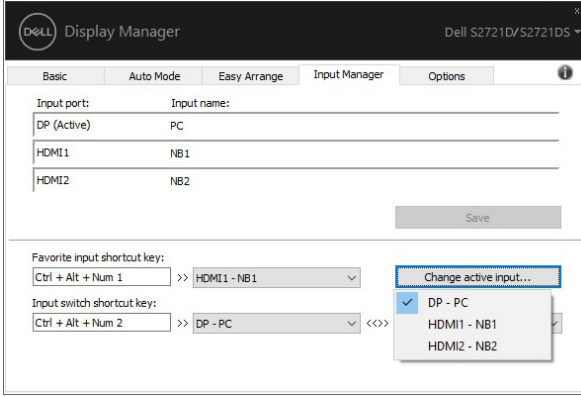 DELL Display Manager
Dell S2721D/S2721DS
Basic Auto Mode Easy Arrange Input Manager Options
Input port: Input name:
DP (Active) PC
HDMI1 NB1
HDMI2 NB2
Save
Favorite input shortcut key:
Ctrl + Alt + Num 1 >> HDMI1 - NB1 Change active input...
Input switch shortcut key:
Ctrl + Alt + Num 2 >> DP - PC <<>>
DP - PC
HDMI1 - NB1
HDMI2 - NB2